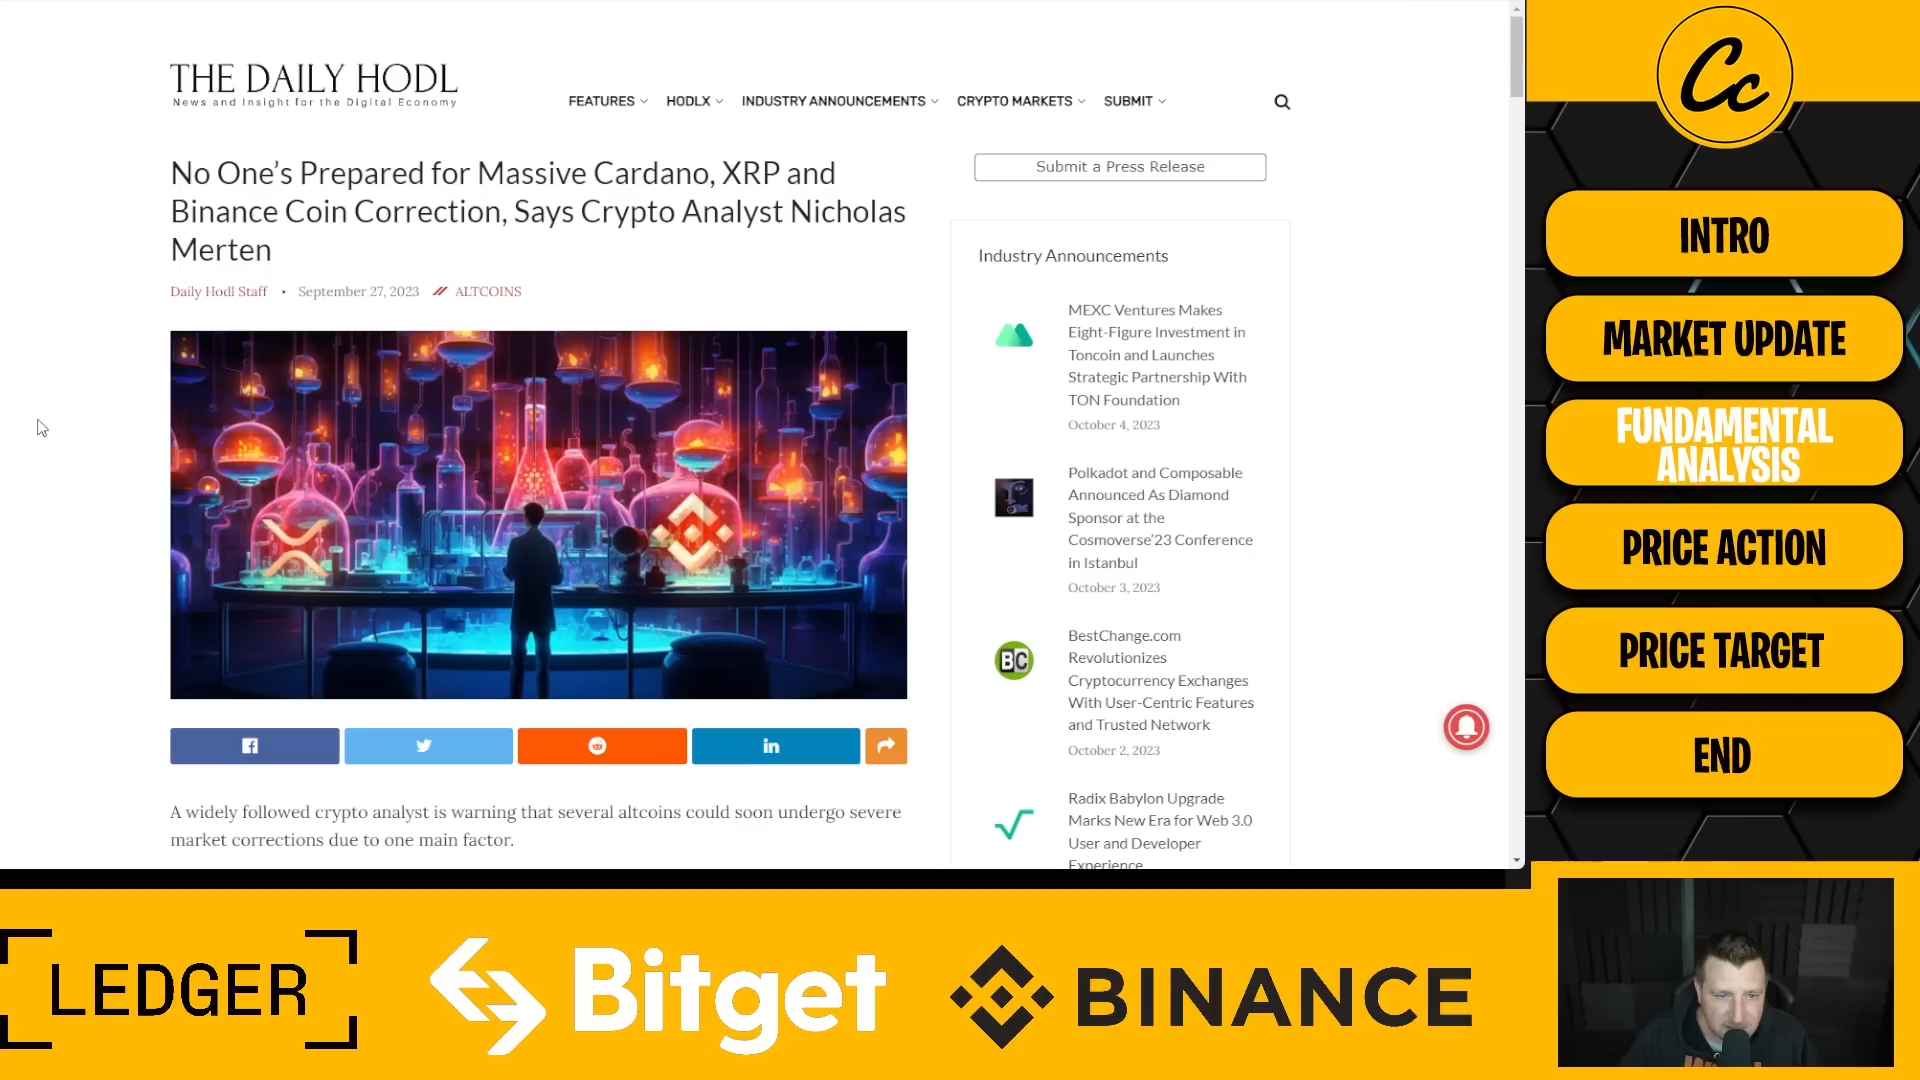 THE DAILY HODL
News and Insight for the Digital Economy
FEATURES
HODLX
INDUSTRY ANNOUNCEMENTS
CRYPTO MARKETS
SUBMIT
No One’s Prepared for Massive Cardano, XRP and
Binance Coin Correction, Says Crypto Analyst Nicholas
Merten
Daily Hodl Staff • September 27, 2023 ALTCOINS
A widely followed crypto analyst is warning that several altcoins could soon undergo severe
market corrections due to one main factor.
Submit a Press Release
Industry Announcements
MEXC Ventures Makes
Eight-Figure Investment in
Toncoin and Launches
Strategic Partnership With
TON Foundation
October 4, 2023
Polkadot and Composable
Announced As Diamond
Sponsor at the
Cosmoverse’23 Conference
in Istanbul
October 3, 2023
BC
BestChange.com
Revolutionizes
Cryptocurrency Exchanges
With User-Centric Features
and Trusted Network
October 2, 2023
Radix Babylon Upgrade
Marks New Era for Web 3.0
User and Developer
Experience
Cc
INTRO
MARKET UPDATE
FUNDAMENTAL
ANALYSIS
PRICE ACTION
PRICE TARGET
END
LEDGER
Bitget
BINANCE